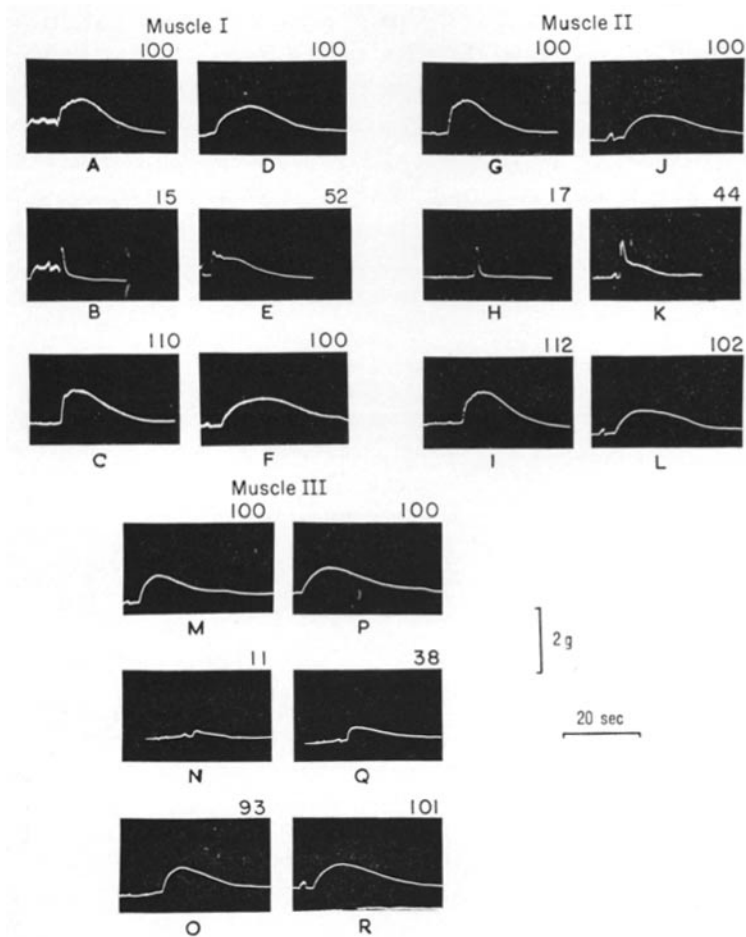 Muscle I Muscle II
100 100 100 100
A D G J
15 52 17 44
B E H K
110 100 112 102
C F I L
Muscle III
100 100
M P
2 g
11 38
20 sec
N Q
93 101
O R